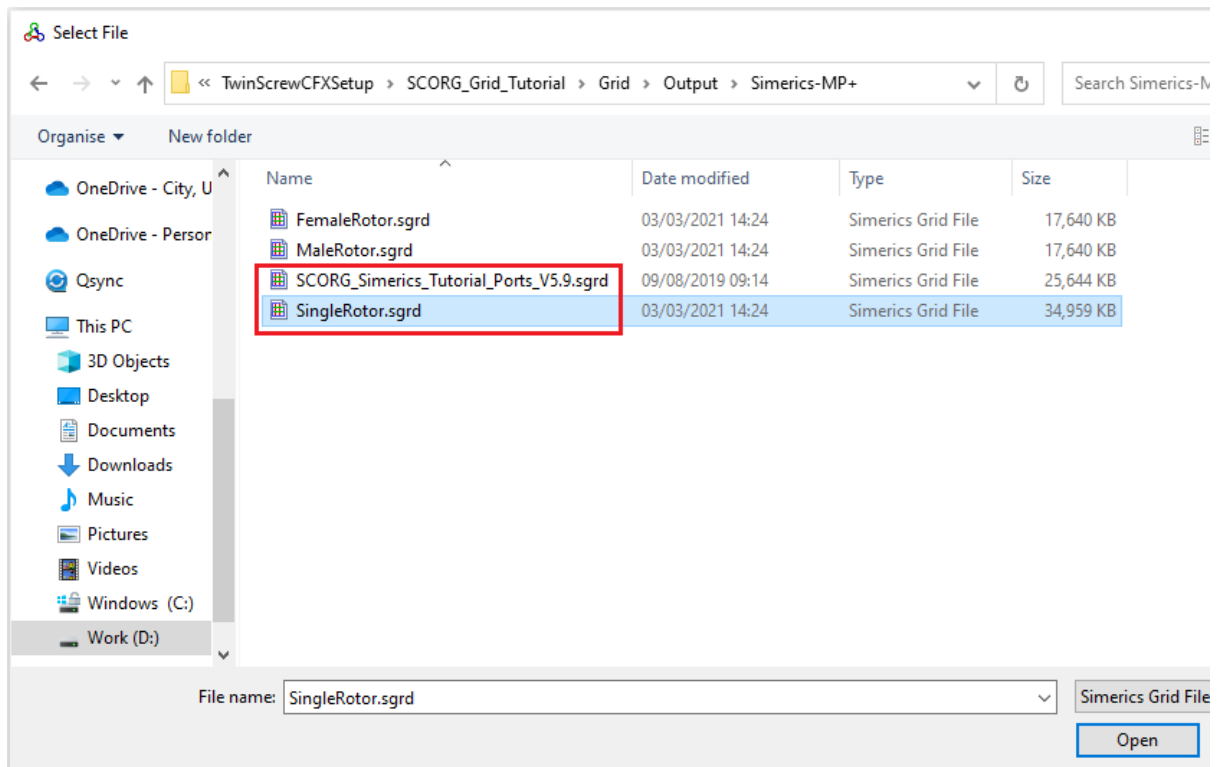 Select File
« TwinScrewCFXSetup › SCORG_Grid_Tutorial › Grid › Output › Simerics-MP+
Search Simerics-M
Organise
New folder
Name Date modified Type Size
OneDrive - City, U
OneDrive - Person
Qsync
This PC
3D Objects
Desktop
Documents
Downloads
Music
Pictures
Videos
Windows (C:)
Work (D:)
FemaleRotor.sgrd 03/03/2021 14:24 Simerics Grid File 17,640 KB
MaleRotor.sgrd 03/03/2021 14:24 Simerics Grid File 17,640 KB
SCORG_Simerics_Tutorial_Ports_V5.9.sgrd 09/08/2019 09:14 Simerics Grid File 25,644 KB
SingleRotor.sgrd 03/03/2021 14:24 Simerics Grid File 34,959 KB
File name: SingleRotor.sgrd
Simerics Grid File
Open